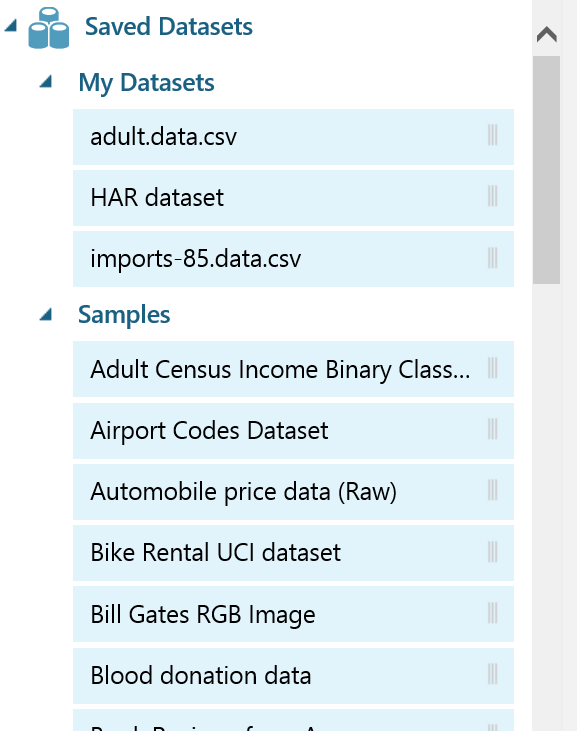 Saved Datasets
My Datasets
adult.data.csv
HAR dataset
imports-85.data.csv
Samples
Adult Census Income Binary Class...
Airport Codes Dataset
Automobile price data (Raw)
Bike Rental UCI dataset
Bill Gates RGB Image
Blood donation data